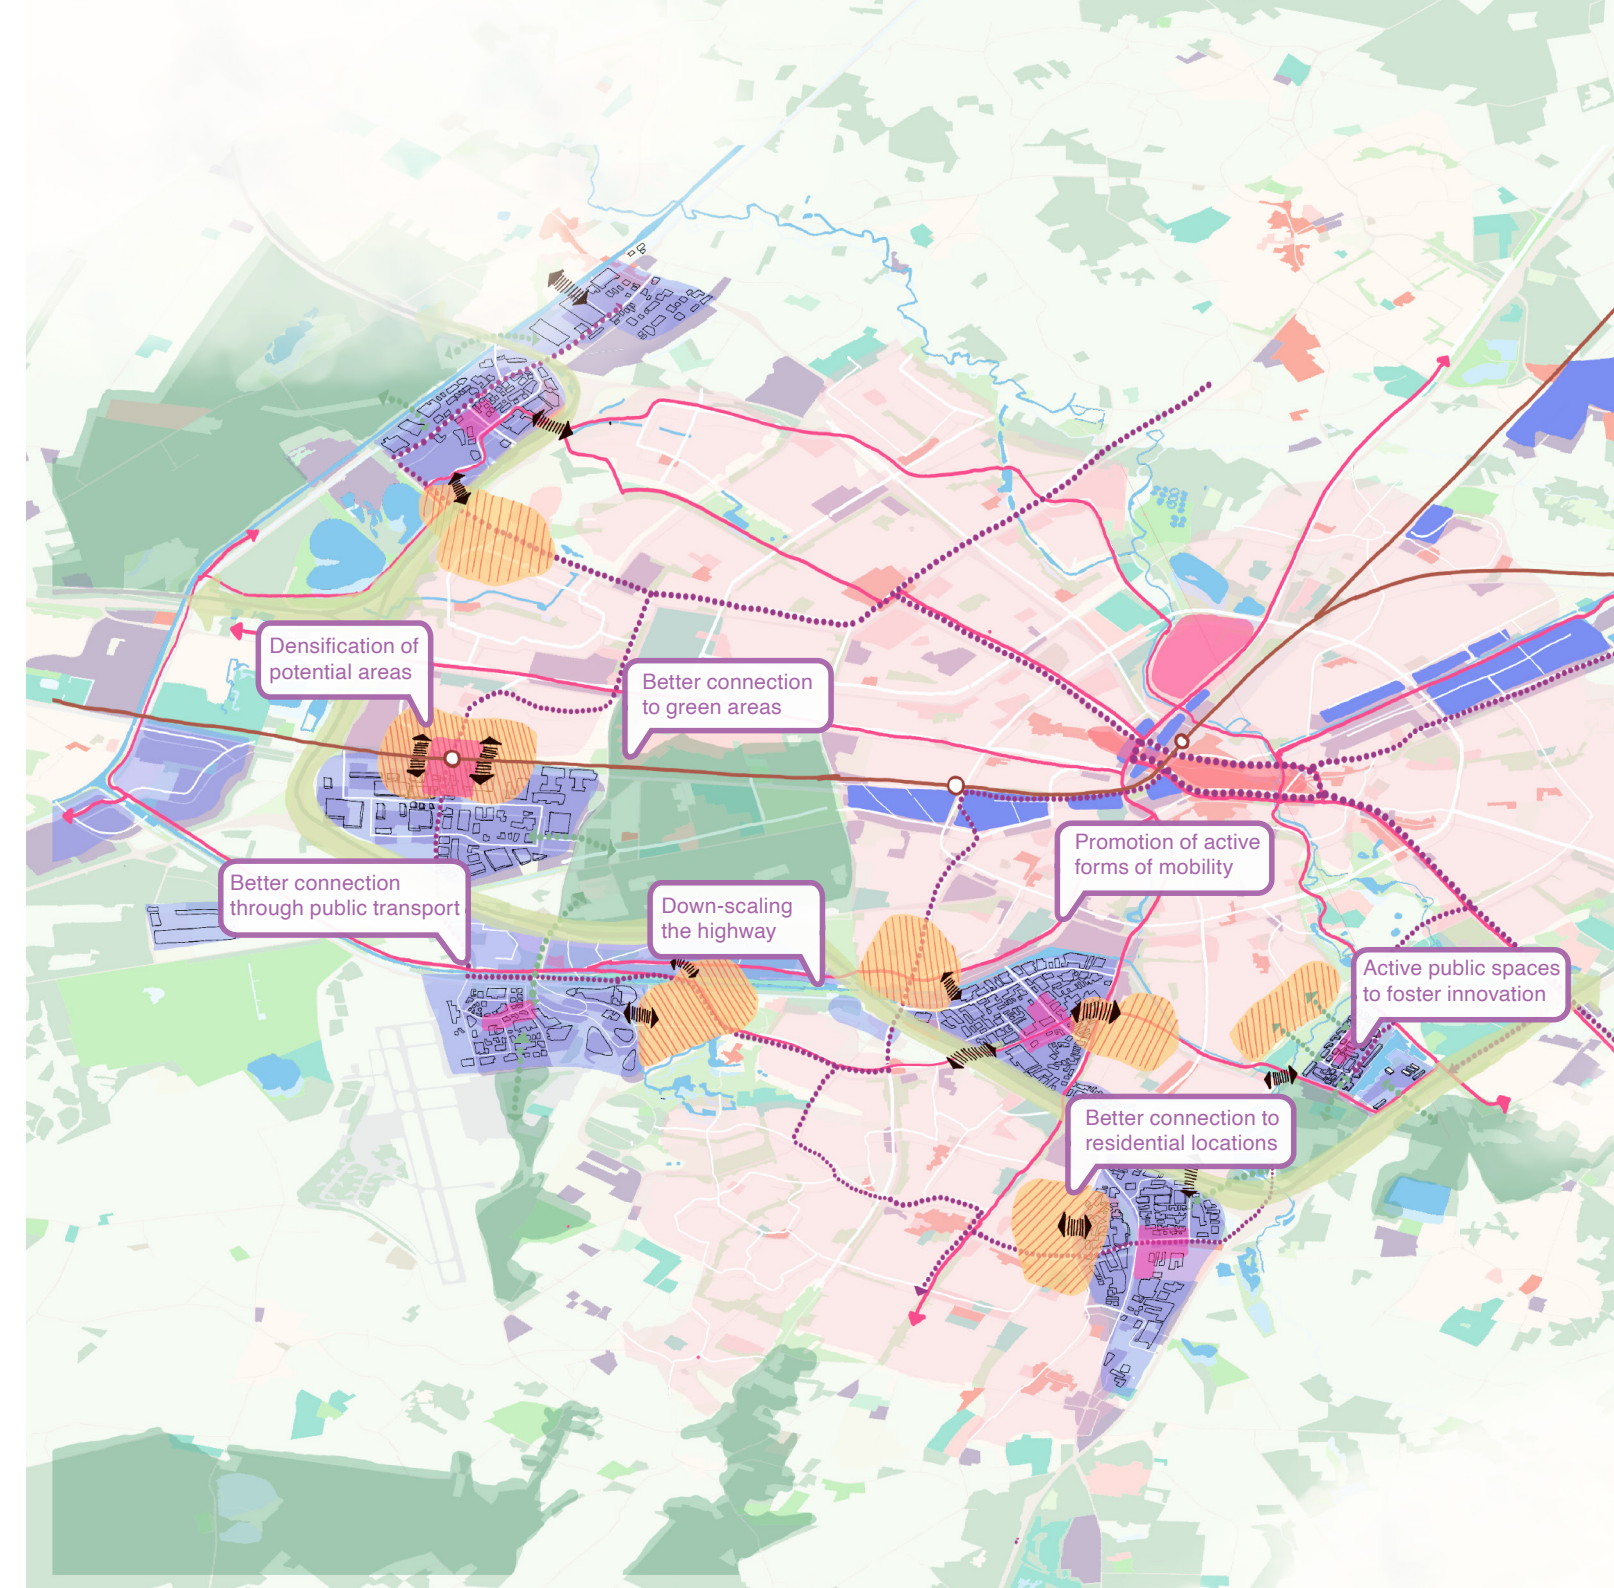 Densification of
potential areas
Better connection
to green areas
Promotion of active
forms of mobility
Better connection
through public transport
Down-scaling
the highway
Active public spaces
to foster innovation
Better connection to
residential locations